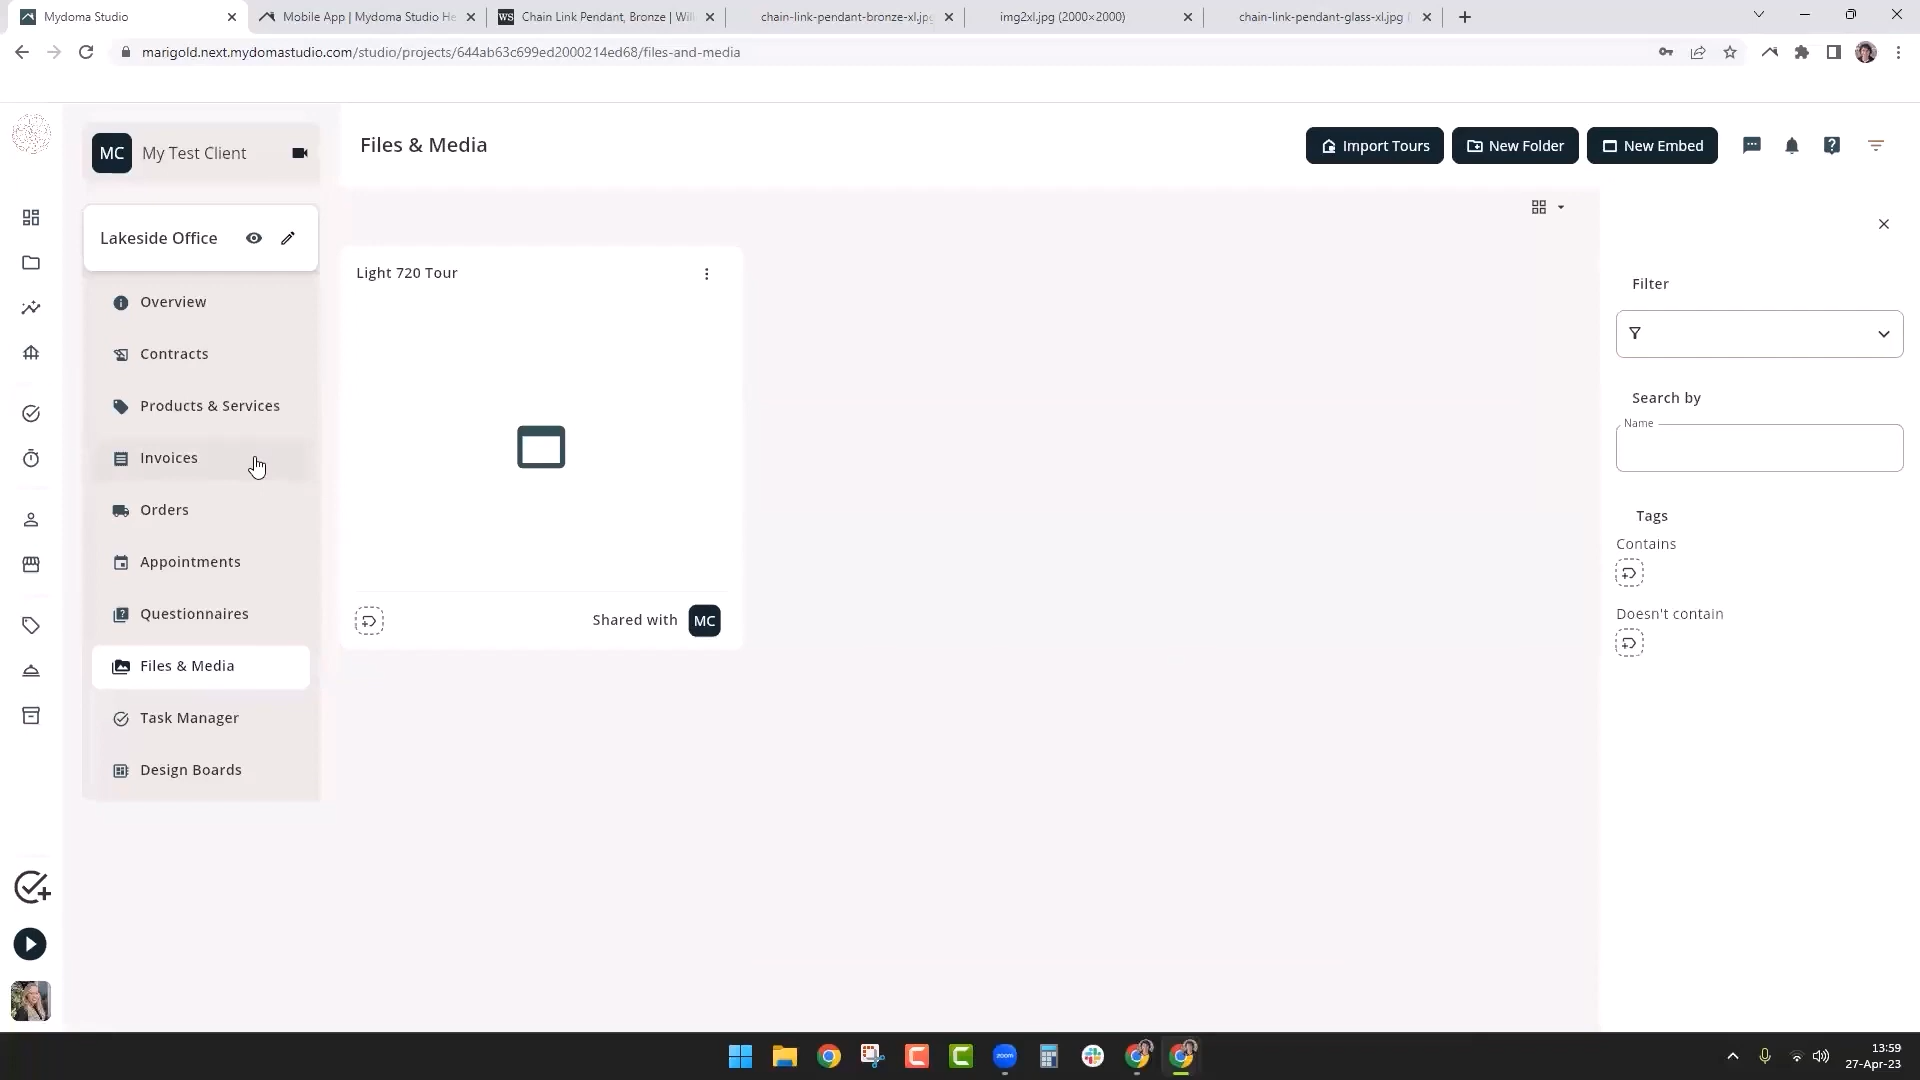 Mydoma Studio
Mobile App | Mydoma Studio He
WS
Chain Link Pendant, Bronze | Will
chain-link-pendant-bronze-xl.jpg
img2xl.jpg (2000×2000)
chain-link-pendant-glass-xl.jpg (
marigold.next.mydomastudio.com/studio/projects/644ab63c699ed2000214ed68/files-and-media
MC
My Test Client
Files & Media
Import Tours
New Folder
New Embed
Lakeside Office
Light 720 Tour
Filter
Overview
Contracts
Products & Services
Search by
Name
Invoices
Orders
Tags
Contains
Appointments
Questionnaires
Shared with
MC
Doesn't contain
Files & Media
Task Manager
Design Boards
zoom
13:59
27-Apr-23